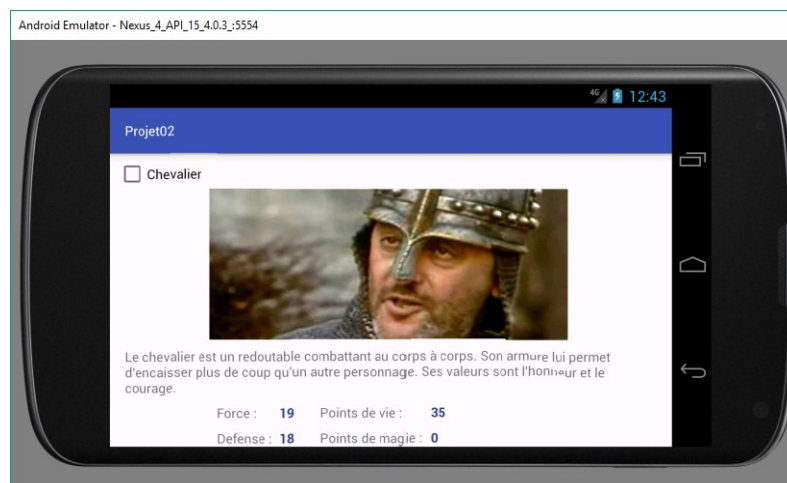 Android Emulator - Nexus_4_API_15_4.0.3_:5554
4G 12:43
Projet02
Chevalier
Le chevalier est un redoutable combattant au corps à corps. Son armure lui permet
d'encaisser plus de coup qu'un autre personnage. Ses valeurs sont l'honneur et le
courage.
Force : 19 Points de vie : 35
Defense : 18 Points de magie : 0